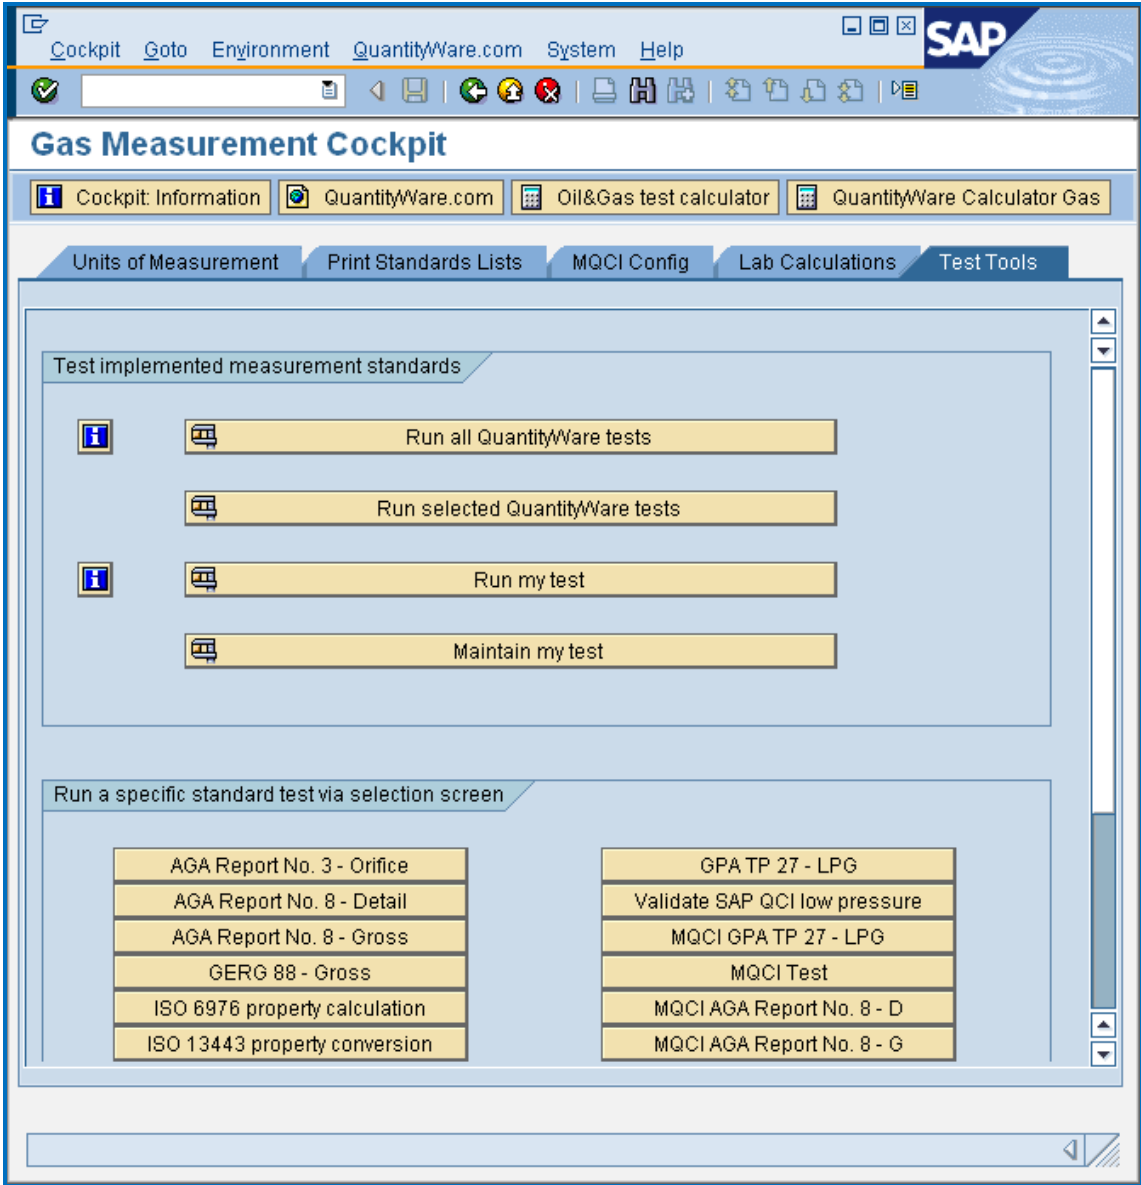 Cockpit Goto Environment QuantityWare.com System Help
SAP
Gas Measurement Cockpit
Cockpit: Information QuantityWare.com Oil&Gas test calculator QuantityWare Calculator Gas
Units of Measurement Print Standards Lists MQCI Config Lab Calculations Test Tools
Test implemented measurement standards
Run all QuantityWare tests
Run selected QuantityWare tests
Run my test
Maintain my test
Run a specific standard test via selection screen
AGA Report No. 3 - Orifice GPA TP 27 - LPG
AGA Report No. 8 - Detail Validate SAP QCI low pressure
AGA Report No. 8 - Gross MQCI GPA TP 27 - LPG
GERG 88 - Gross MQCI Test
ISO 6976 property calculation MQCI AGA Report No. 8 - D
ISO 13443 property conversion MQCI AGA Report No. 8 - G